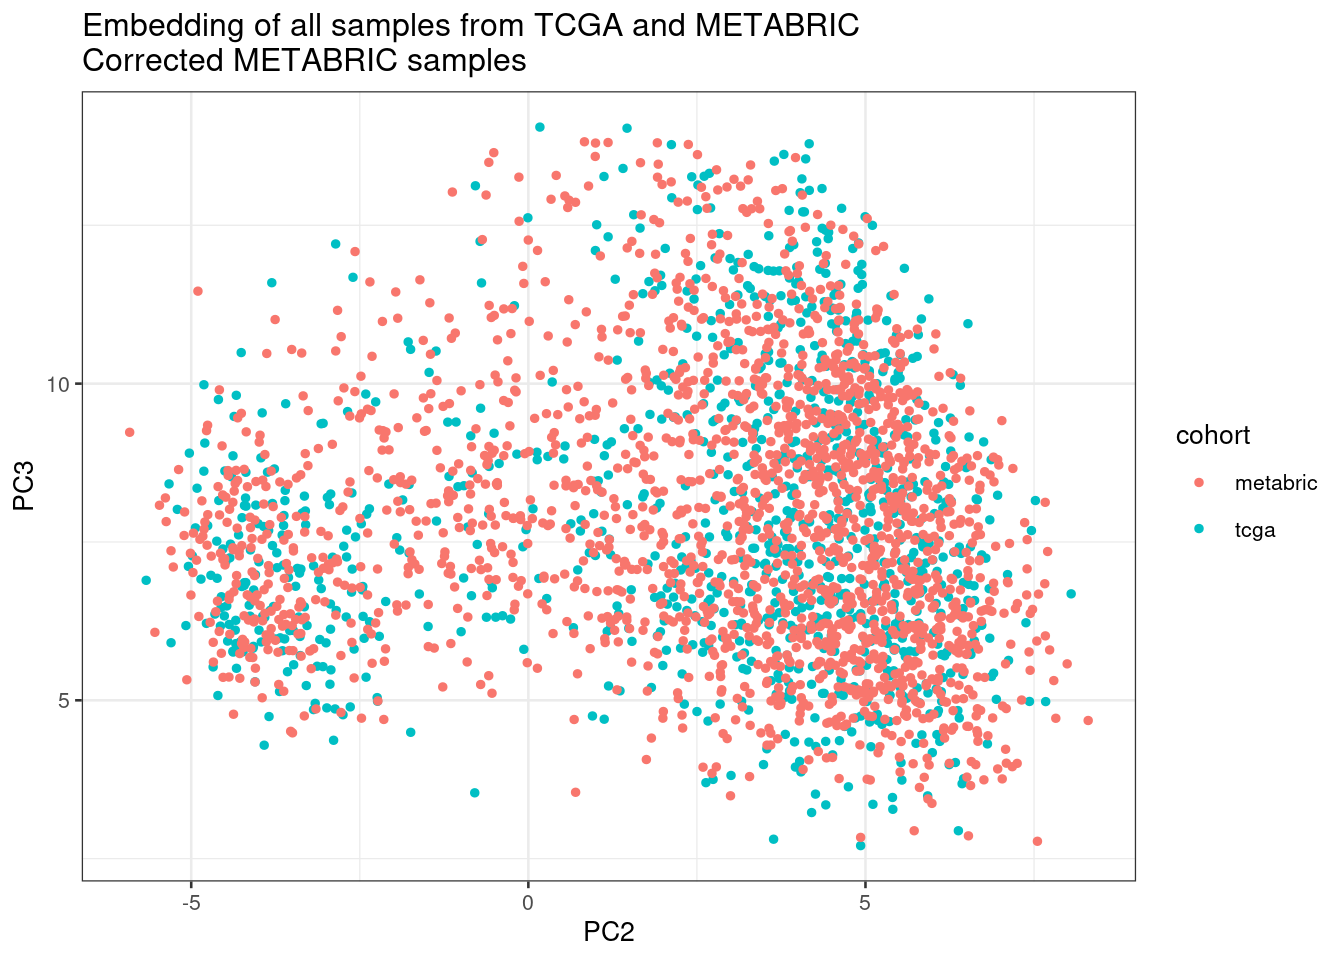 Embedding of all samples from TCGA and METABRIC
Corrected METABRIC samples
10
5
PC3
-5
0
5
PC2
cohort
metabric
tcga